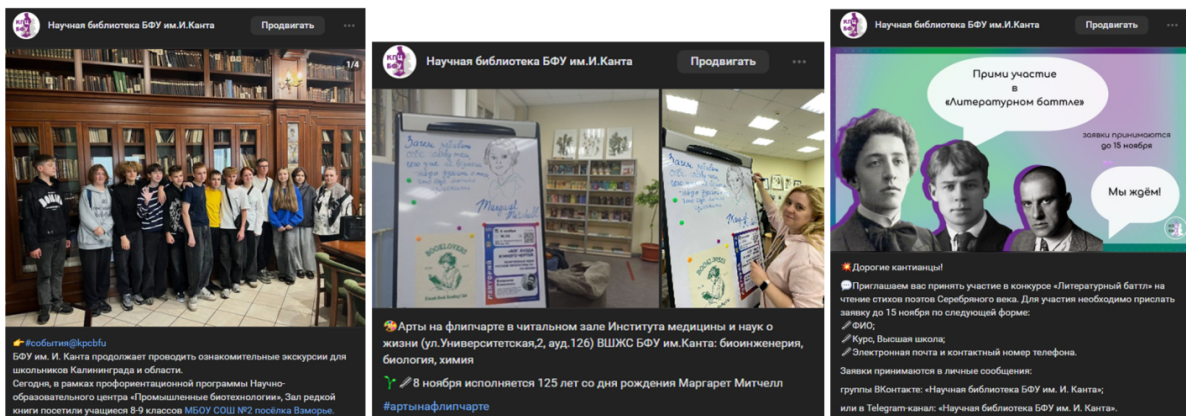 Научная библиотека БФУ им.И.Канта
Продвигать
1/4
👉#события@kpcbfu
БФУ им. И. Канта продолжает проводить ознакомительные экскурсии для
школьников Калининграда и области.
Сегодня, в рамках профориентационной программы Научно-
образовательного центра «Промышленные биотехнологии», Зал редкой
книги посетили учащиеся 8-9 классов МБОУ СОШ №2 посёлка Взморье.
Научная библиотека БФУ им.И.Канта
Продвигать
Зачем
BOOKLOVERS
🎨Арты на флипчарте в читальном зале Института медицины и наук о
жизни (ул.Университетская,2, ауд.126) ВШЖС БФУ им.Канта: биоинженерия,
биология, химия
🌱🖊8 ноября исполняется 125 лет со дня рождения Маргарет Митчелл
#артынафлипчарте
Научная библиотека БФУ им.И.Канта
Продвигать
Прими участие
в
«Литературном баттле»
заявки принимаются
до 15 ноября
Мы ждём!
💥Дорогие кантианцы!
💬Приглашаем вас принять участие в конкурсе «Литературный баттл» на
чтение стихов поэтов Серебряного века. Для участия необходимо прислать
заявку до 15 ноября по следующей форме:
🖊ФИО;
🖊Курс, Высшая школа;
🖊Электронная почта и контактный номер телефона.
Заявки принимаются в личные сообщения:
группы ВКонтакте: «Научная библиотека БФУ им. И. Канта»;
или в Telegram-канал: «Научная библиотека БФУ им. И. Канта».